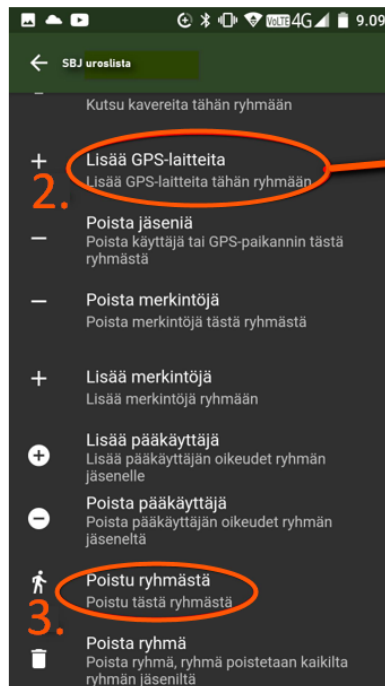 VoLTE 4G 9.09
SBJ uroslista
Kutsu kavereita tähän ryhmään
Lisää GPS-laitteita
Lisää GPS-laitteita tähän ryhmään
2.
Poista jäseniä
Poista käyttäjä tai GPS-paikannin tästä
ryhmästä
Poista merkintöjä
Poista merkintöjä tästä ryhmästä
Lisää merkintöjä
Lisää merkintöjä ryhmään
Lisää pääkäyttäjä
Lisää pääkäyttäjän oikeudet ryhmän
jäsenelle
Poista pääkäyttäjä
Poista pääkäyttäjän oikeudet ryhmän
jäseneltä
Poistu ryhmästä
Poistu tästä ryhmästä
3.
Poista ryhmä
Poista ryhmä, ryhmä poistetaan kaikilta
ryhmän jäseniltä